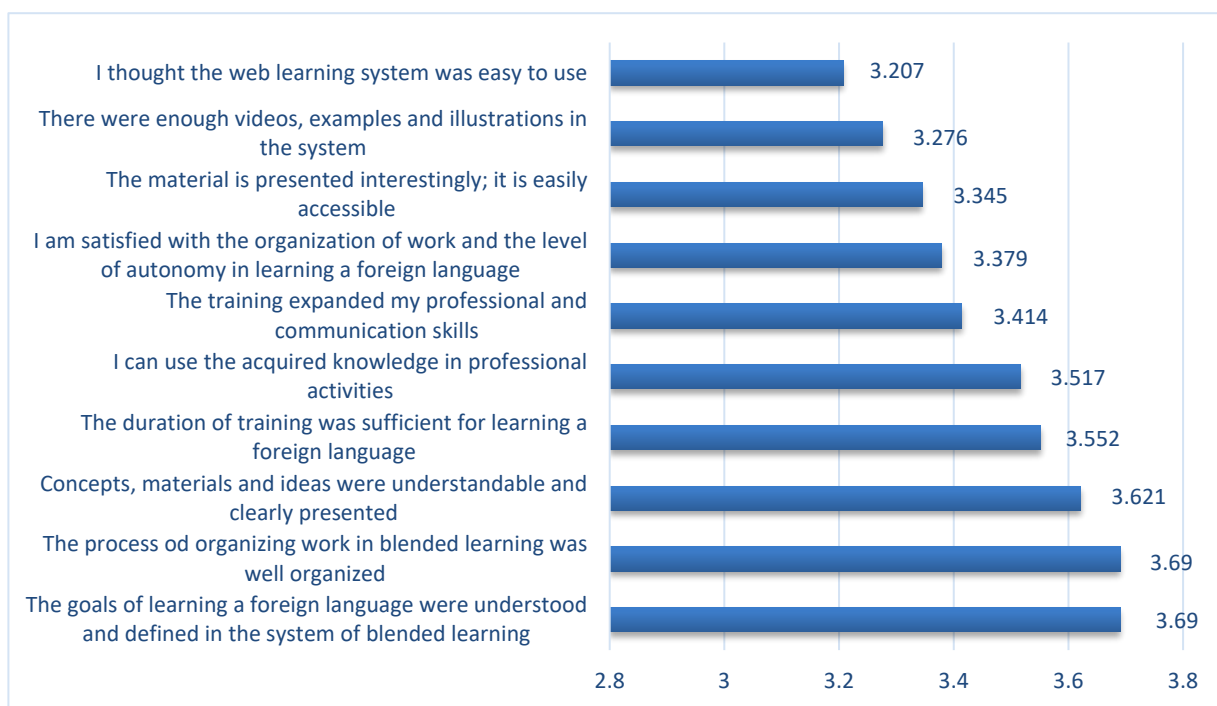 I thought the web learning system was easy to use
3.207
There were enough videos, examples and illustrations in
the system
3.276
The material is presented interestingly; it is easily
accessible
3.345
I am satisfied with the organization of work and the level
of autonomy in learning a foreign language
3.379
The training expanded my professional and
communication skills
3.414
I can use the acquired knowledge in professional
activities
3.517
The duration of training was sufficient for learning a
foreign language
3.552
Concepts, materials and ideas were understandable and
clearly presented
3.621
The process od organizing work in blended learning was
well organized
3.69
The goals of learning a foreign language were understood
and defined in the system of blended learning
3.69
2.8 3 3.2 3.4 3.6 3.8